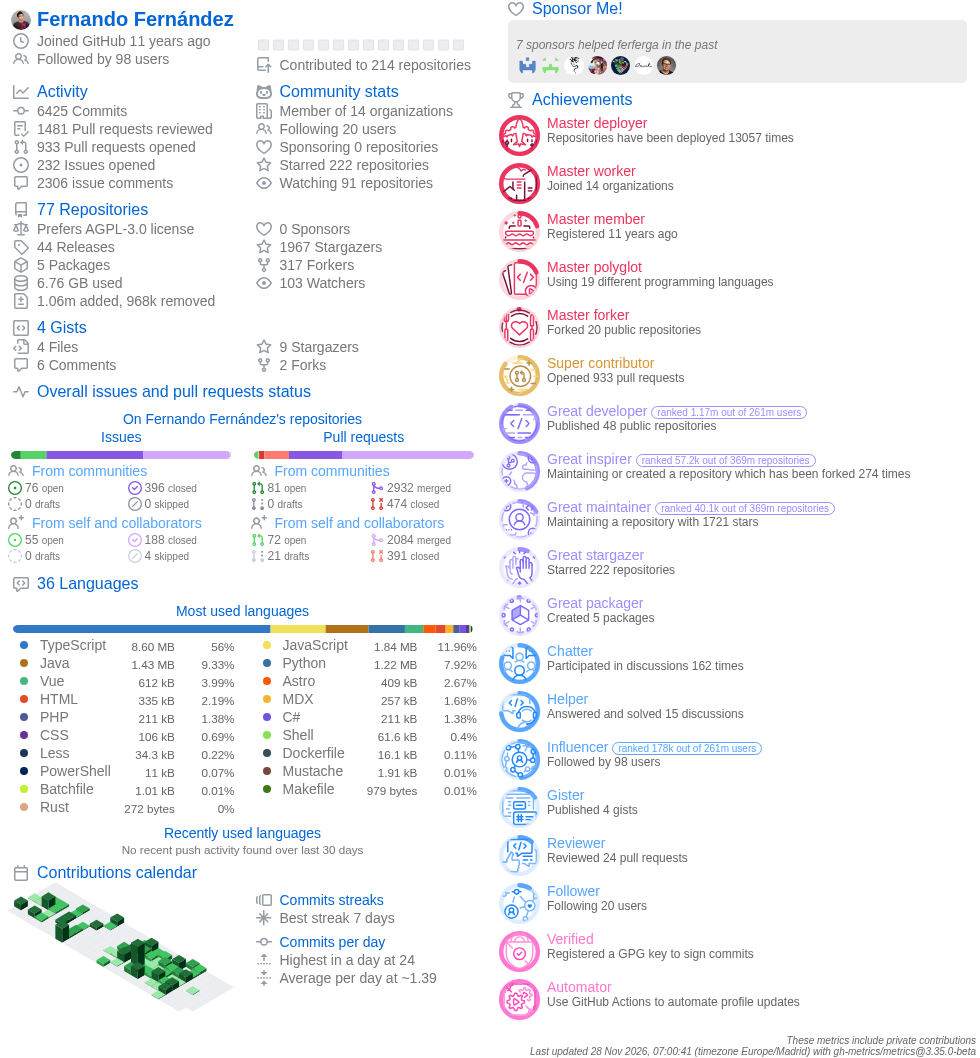 Fernando Fernández
Joined GitHub 11 years ago
Followed by 98 users
Contributed to 214 repositories
Activity
6425 Commits
1481 Pull requests reviewed
933 Pull requests opened
232 Issues opened
2306 issue comments
Community stats
Member of 14 organizations
Following 20 users
Sponsoring 0 repositories
Starred 222 repositories
Watching 91 repositories
77 Repositories
Prefers AGPL-3.0 license
44 Releases
5 Packages
6.76 GB used
1.06m added, 968k removed
0 Sponsors
1967 Stargazers
317 Forkers
103 Watchers
4 Gists
4 Files
6 Comments
9 Stargazers
2 Forks
Overall issues and pull requests status
On Fernando Fernández's repositories
Issues
From communities
76 open
396 closed
0 drafts
0 skipped
From self and collaborators
55 open
188 closed
0 drafts
4 skipped
Pull requests
From communities
81 open
2932 merged
0 drafts
474 closed
From self and collaborators
72 open
2084 merged
21 drafts
391 closed
36 Languages
Most used languages
TypeScript 8.60 MB 56%
Java 1.43 MB 9.33%
Vue 612 kB 3.99%
HTML 335 kB 2.19%
PHP 211 kB 1.38%
CSS 106 kB 0.69%
Less 34.3 kB 0.22%
PowerShell 11 kB 0.07%
Batchfile 1.01 kB 0.01%
Rust 272 bytes 0%
JavaScript 1.84 MB 11.96%
Python 1.22 MB 7.92%
Astro 409 kB 2.67%
MDX 257 kB 1.68%
C# 211 kB 1.38%
Shell 61.6 kB 0.4%
Dockerfile 16.1 kB 0.11%
Mustache 1.91 kB 0.01%
Makefile 979 bytes 0.01%
Recently used languages
No recent push activity found over last 30 days
Contributions calendar
Commits streaks
Best streak 7 days
Commits per day
Highest in a day at 24
Average per day at ~1.39
Sponsor Me!
7 sponsors helped ferferga in the past
Achievements
Master deployer
Repositories have been deployed 13057 times
Master worker
Joined 14 organizations
Master member
Registered 11 years ago
Master polyglot
Using 19 different programming languages
Master forker
Forked 20 public repositories
Super contributor
Opened 933 pull requests
Great developer ranked 1.17m out of 261m users
Published 48 public repositories
Great inspirer ranked 57.2k out of 369m repositories
Maintaining or created a repository which has been forked 274 times
Great maintainer ranked 40.1k out of 369m repositories
Maintaining a repository with 1721 stars
Great stargazer
Starred 222 repositories
Great packager
Created 5 packages
Chatter
Participated in discussions 162 times
Helper
Answered and solved 15 discussions
Influencer ranked 178k out of 261m users
Followed by 98 users
Gister
Published 4 gists
Reviewer
Reviewed 24 pull requests
Follower
Following 20 users
Verified
Registered a GPG key to sign commits
Automator
Use GitHub Actions to automate profile updates
These metrics include private contributions
Last updated 28 Nov 2026, 07:00:41 (timezone Europe/Madrid) with gh-metrics/metrics@3.35.0-beta